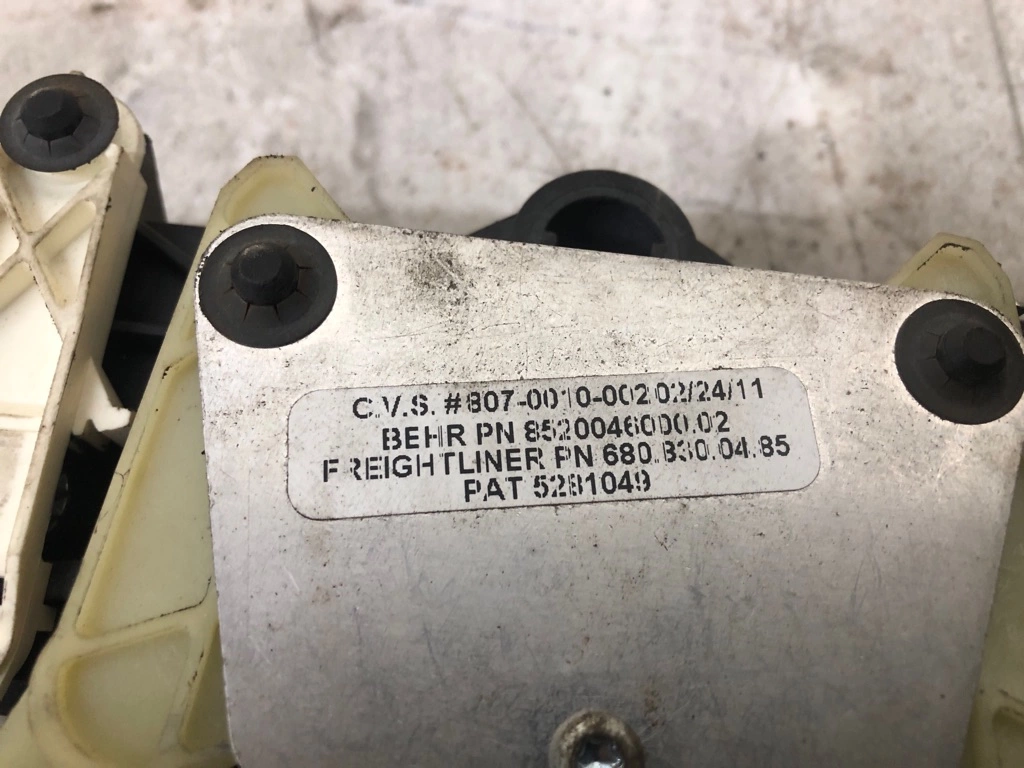 C.V.S. #807-0010-002 02/24/11
BEHR PN 8520046000.02
FREIGHTLINER PN 680.830.04.85
PAT 5281049